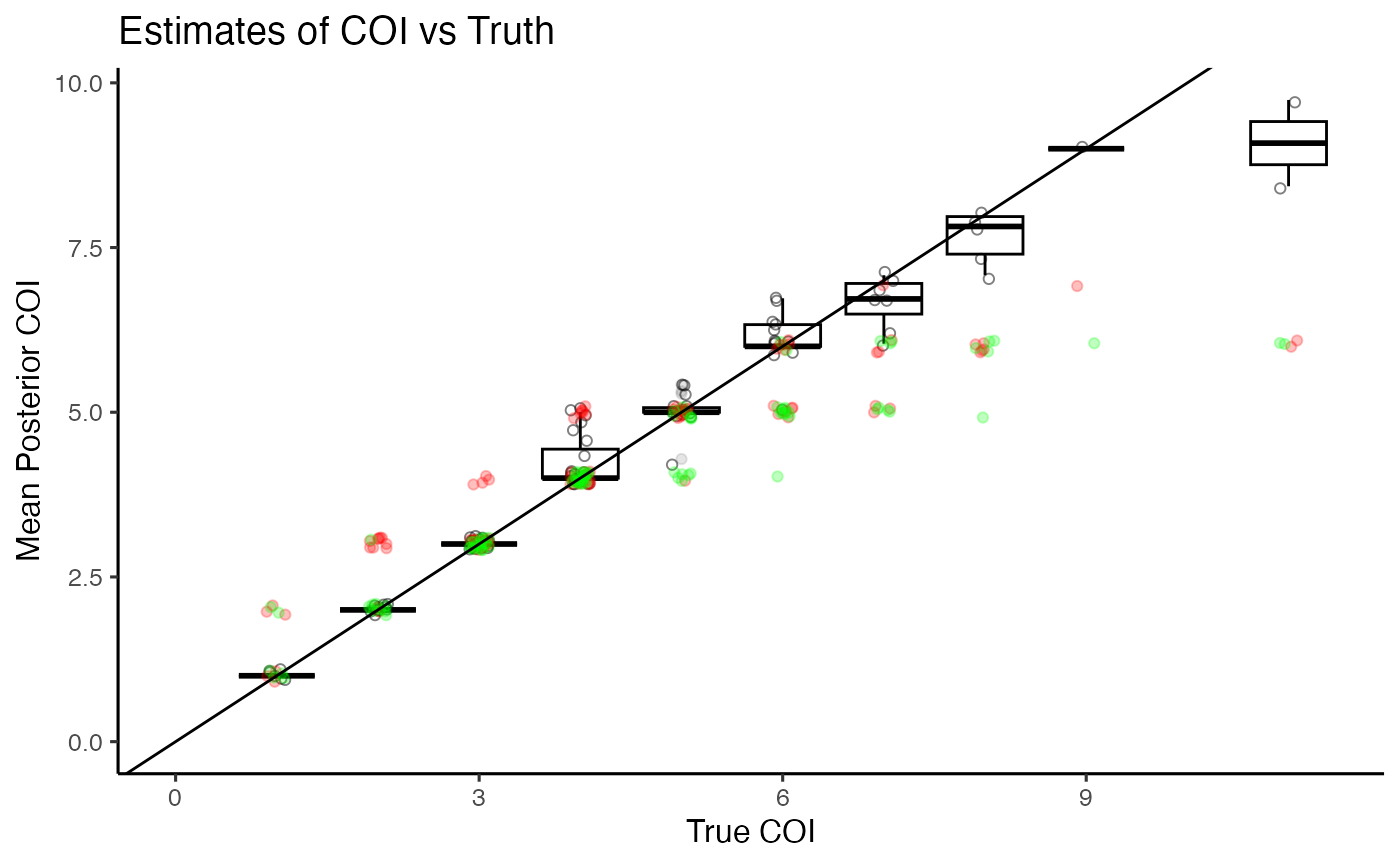 Estimates of COI vs Truth
Mean Posterior COI
10.0
7.5
5.0
2.5
0.0
0 3 6 9
True COI